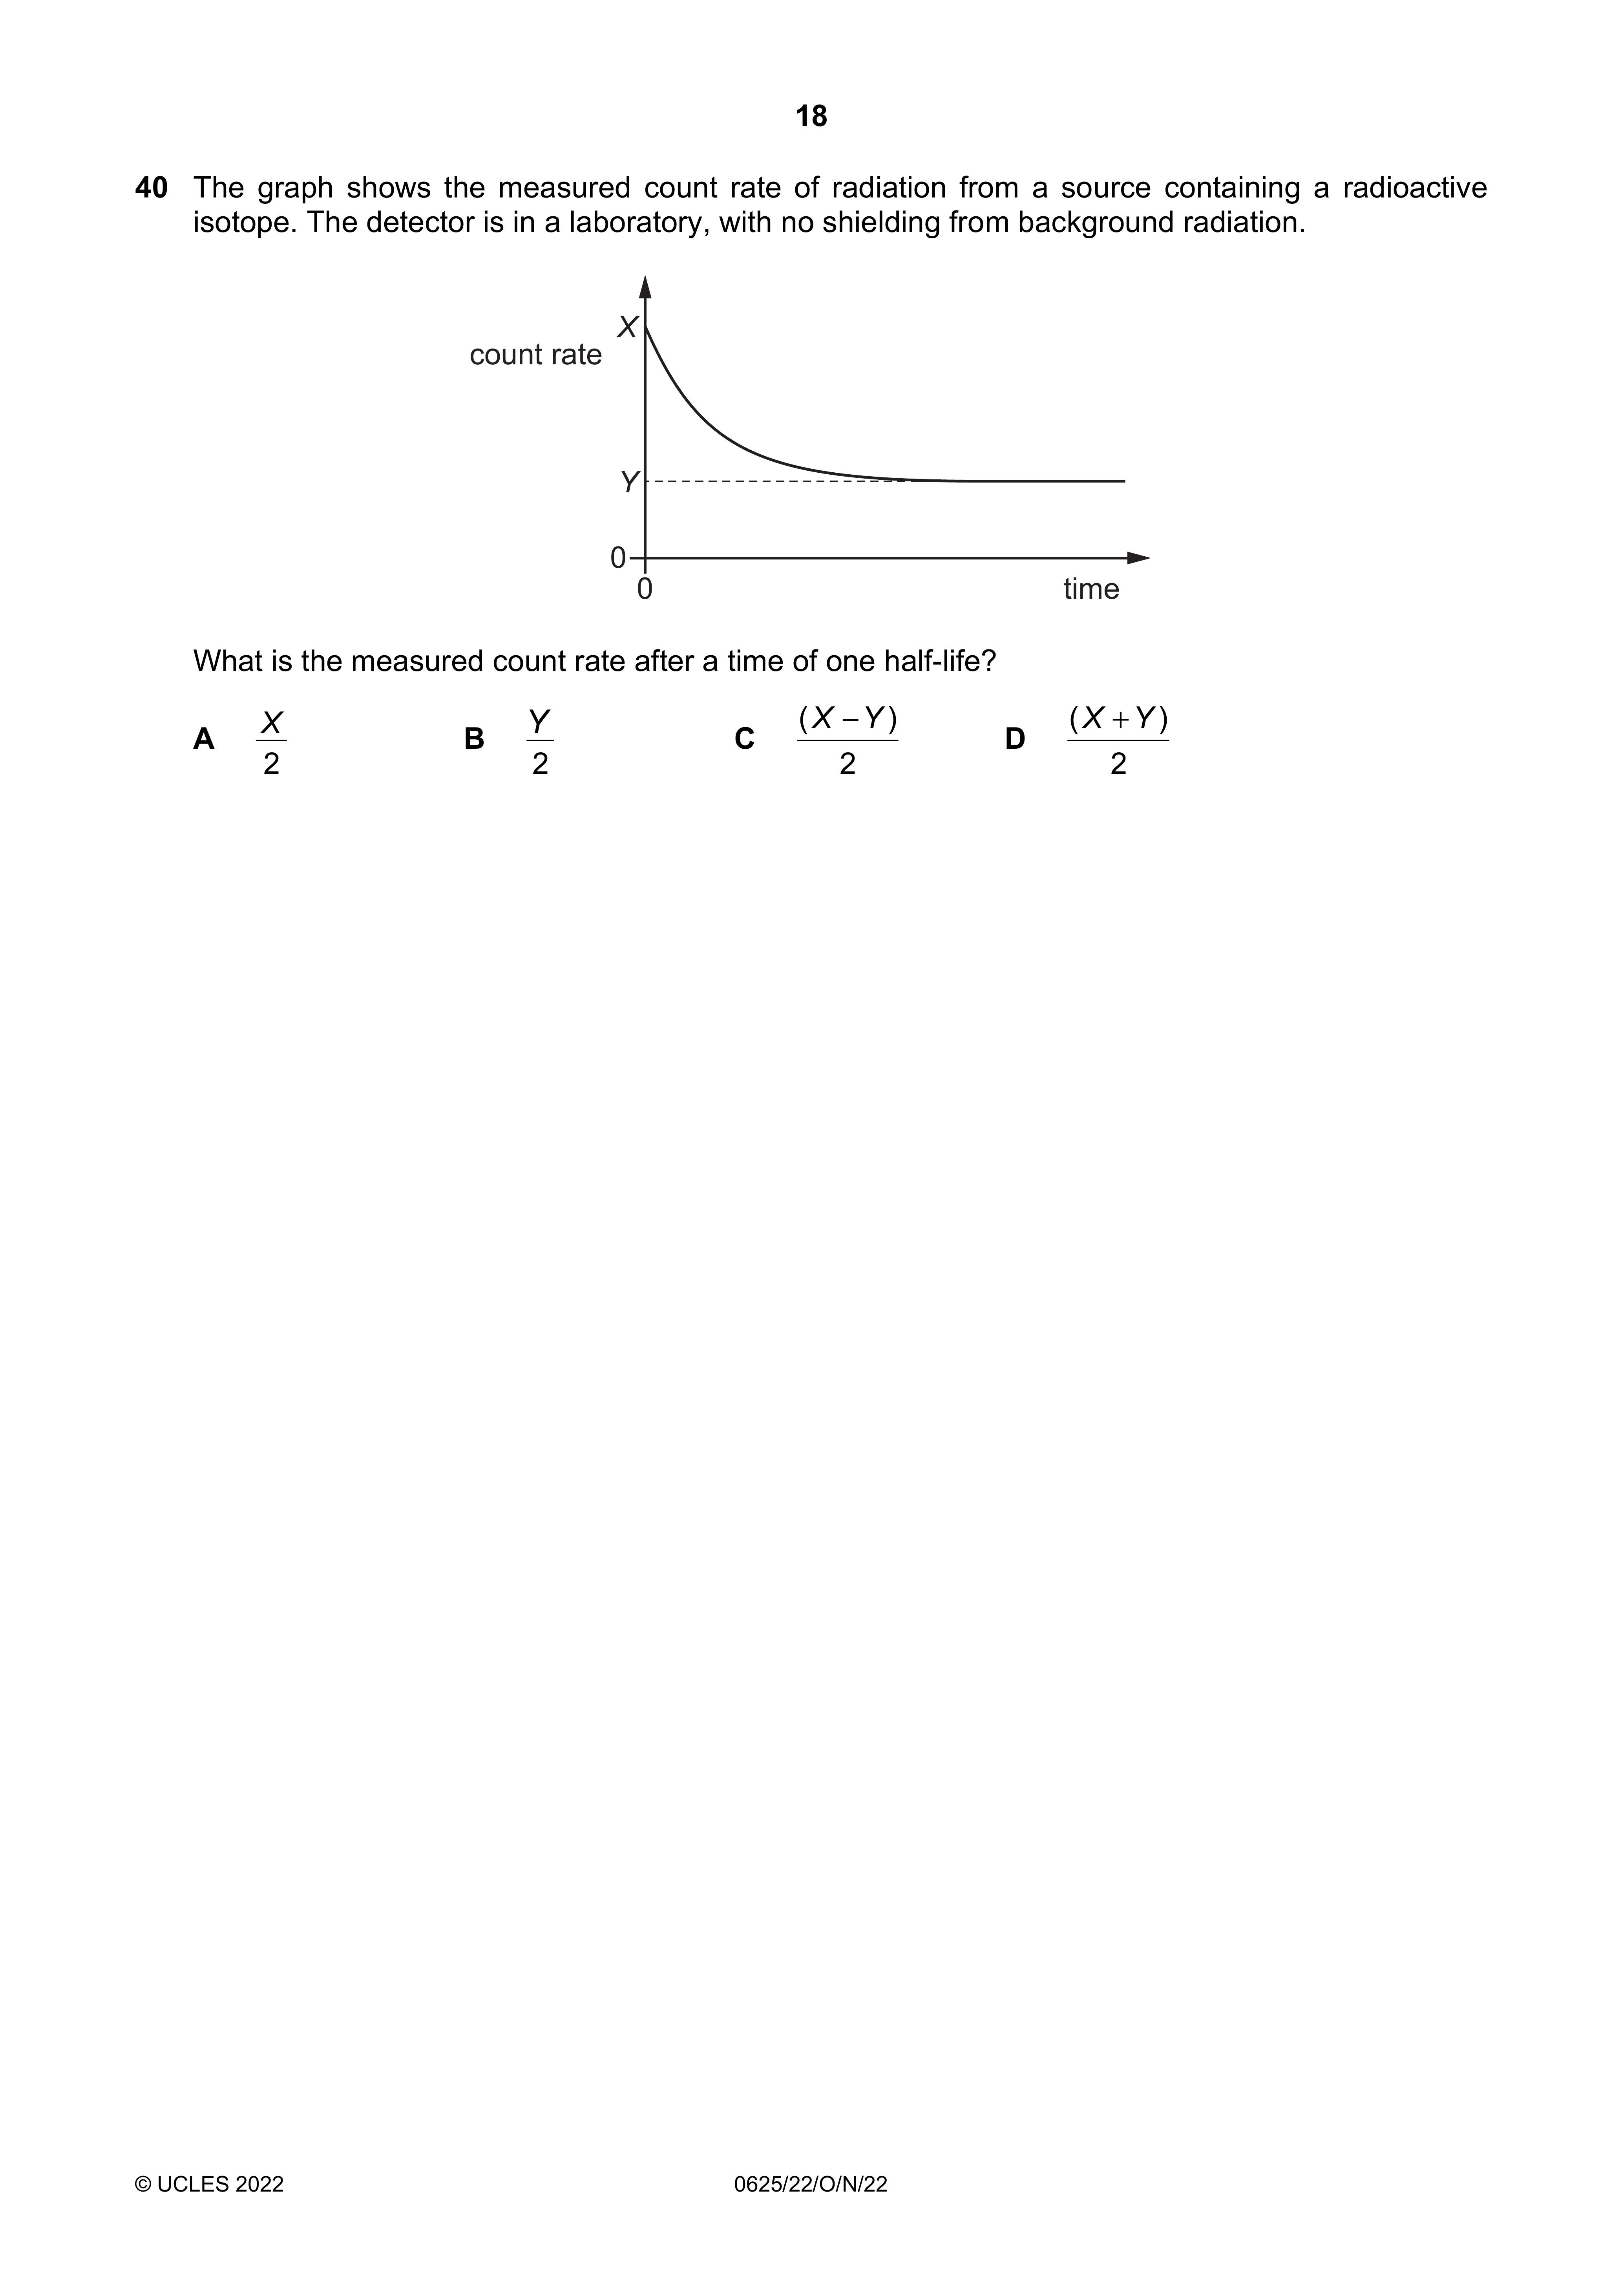 18
40 The graph shows the measured count rate of radiation from a source containing a radioactive
isotope. The detector is in a laboratory, with no shielding from background radiation.
X
count rate
Y
0
0
time
What is the measured count rate after a time of one half-life?
A X/2 B Y/2 C (X – Y)/2 D (X + Y)/2
© UCLES 2022 0625/22/O/N/22